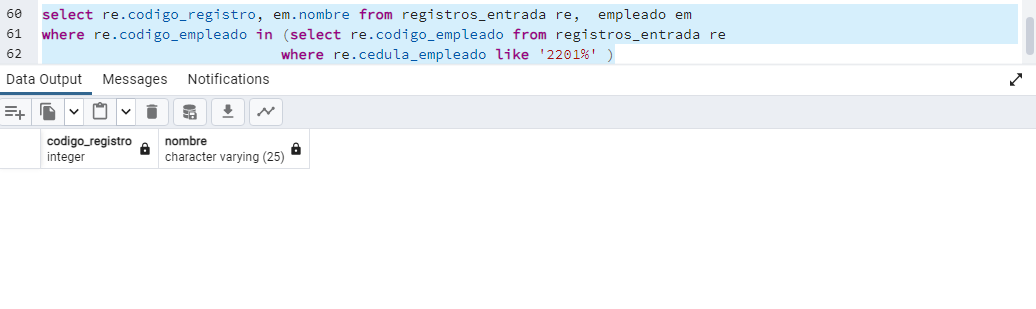 60 select re.codigo_registro, em.nombre from registros_entrada re,  empleado em
61 where re.codigo_empleado in (select re.codigo_empleado from registros_entrada re
62 where re.cedula_empleado like '2201%' )
Data Output Messages Notifications
codigo_registro nombre
integer character varying (25)